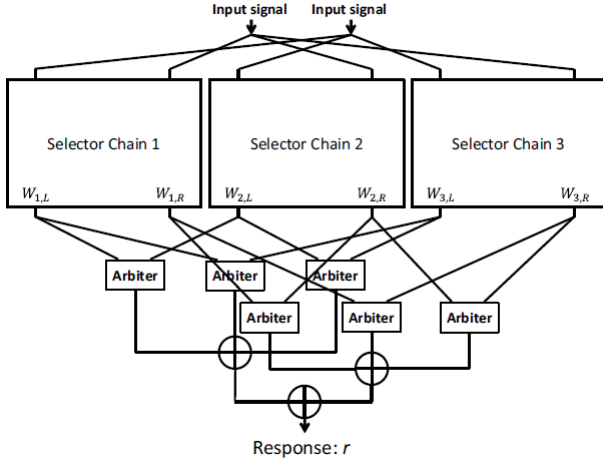 Input signal Input signal
Selector Chain 1 Selector Chain 2 Selector Chain 3
W1,L W1,R W2,L W2,R W3,L W3,R
Arbiter Arbiter Arbiter
Arbiter Arbiter Arbiter
Response: r